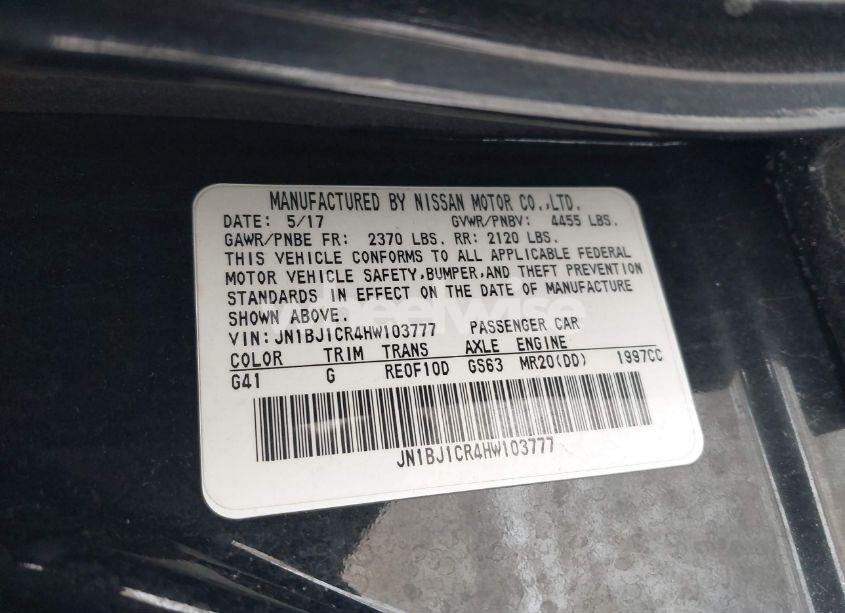 MANUFACTURED BY NISSAN MOTOR CO.,LTD.
DATE: 5/17 GVWR/PNBV: 4455 LBS.
GAWR/PNBE FR: 2370 LBS. RR: 2120 LBS.
THIS VEHICLE CONFORMS TO ALL APPLICABLE FEDERAL
MOTOR VEHICLE SAFETY,BUMPER,AND THEFT PREVENTION
STANDARDS IN EFFECT ON THE DATE OF MANUFACTURE
SHOWN ABOVE.
VIN: JN1BJ1CR4HW103777 PASSENGER CAR
COLOR TRIM TRANS AXLE ENGINE
G41 G RE0F10D GS63 MR20(DD) 1997CC
JN1BJ1CR4HW103777
wheelwise